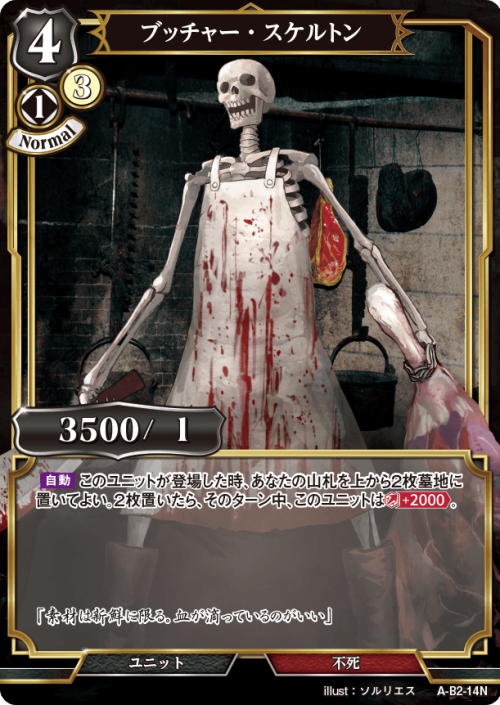 4
ブッチャー・スケルトン
3
1
Normal
3500/ 1
自動 このユニットが登場した時、あなたの山札を上から2枚墓地に
置いてよい。2枚置いたら、そのターン中、このユニットは+2000。
「素材は新鮮に限る。血が滴っているのがいい」
ユニット 不死
illust：ソルリエス A-B2-14N